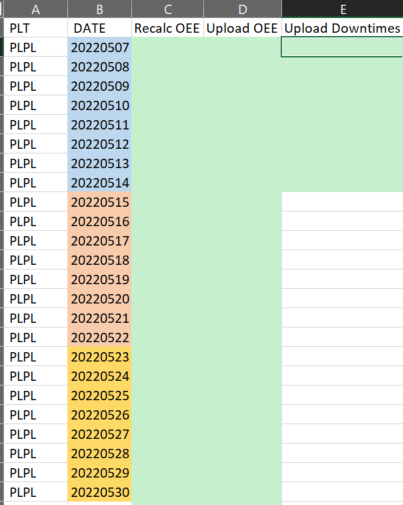 A B C D E
PLT DATE Recalc OEE Upload OEE Upload Downtimes
PLPL 20220507
PLPL 20220508
PLPL 20220509
PLPL 20220510
PLPL 20220511
PLPL 20220512
PLPL 20220513
PLPL 20220514
PLPL 20220515
PLPL 20220516
PLPL 20220517
PLPL 20220518
PLPL 20220519
PLPL 20220520
PLPL 20220521
PLPL 20220522
PLPL 20220523
PLPL 20220524
PLPL 20220525
PLPL 20220526
PLPL 20220527
PLPL 20220528
PLPL 20220529
PLPL 20220530